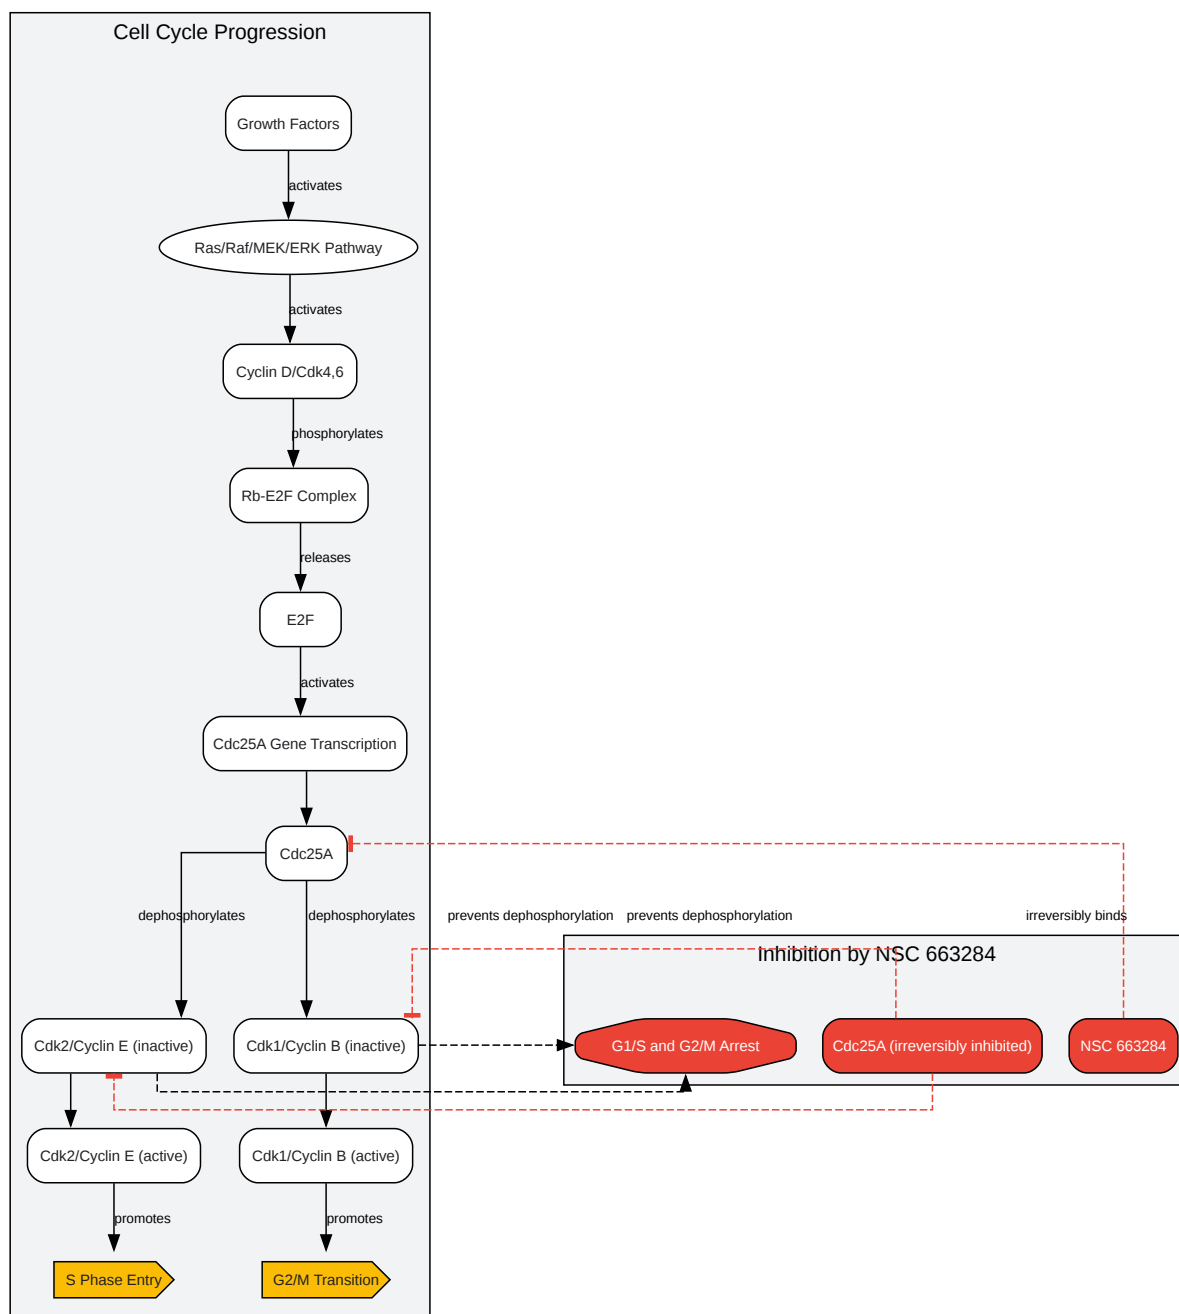 Cell Cycle Progression
Growth Factors
activates
Ras/Raf/MEK/ERK Pathway
activates
Cyclin D/Cdk4,6
phosphorylates
Rb-E2F Complex
releases
E2F
activates
Cdc25A Gene Transcription
Cdc25A
dephosphorylates
dephosphorylates
prevents dephosphorylation
prevents dephosphorylation
irreversibly binds
Inhibition by NSC 663284
Cdk2/Cyclin E (inactive)
Cdk1/Cyclin B (inactive)
G1/S and G2/M Arrest
Cdc25A (irreversibly inhibited)
NSC 663284
Cdk2/Cyclin E (active)
Cdk1/Cyclin B (active)
promotes
promotes
S Phase Entry
G2/M Transition